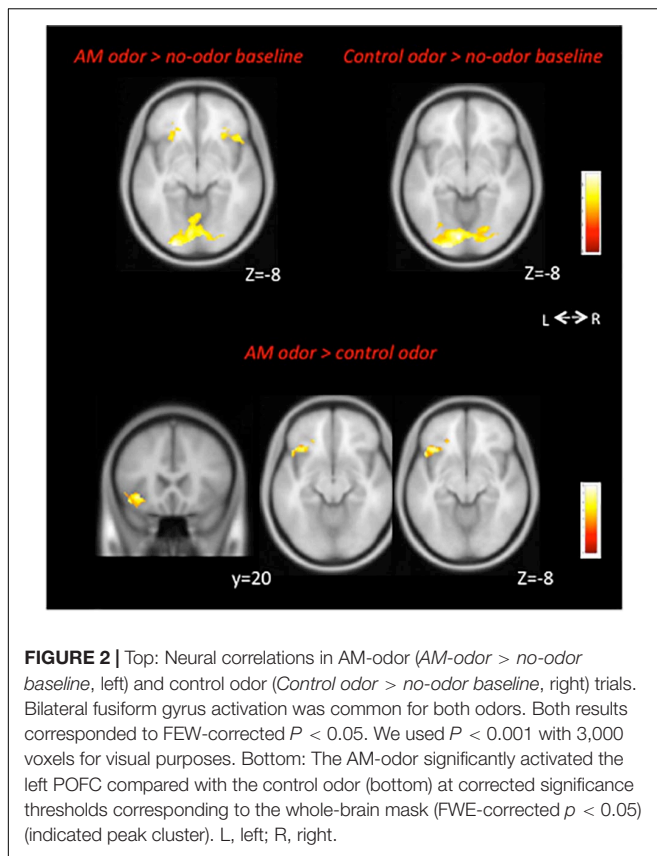 AM odor > no-odor baseline
Control odor > no-odor baseline
Z=-8
Z=-8
L <-> R
AM odor > control odor
y=20
Z=-8
FIGURE 2 | Top: Neural correlations in AM-odor (AM-odor > no-odor
baseline, left) and control odor (Control odor > no-odor baseline, right) trials.
Bilateral fusiform gyrus activation was common for both odors. Both results
corresponded to FEW-corrected P < 0.05. We used P < 0.001 with 3,000
voxels for visual purposes. Bottom: The AM-odor significantly activated the
left POFC compared with the control odor (bottom) at corrected significance
thresholds corresponding to the whole-brain mask (FWE-corrected p < 0.05)
(indicated peak cluster). L, left; R, right.